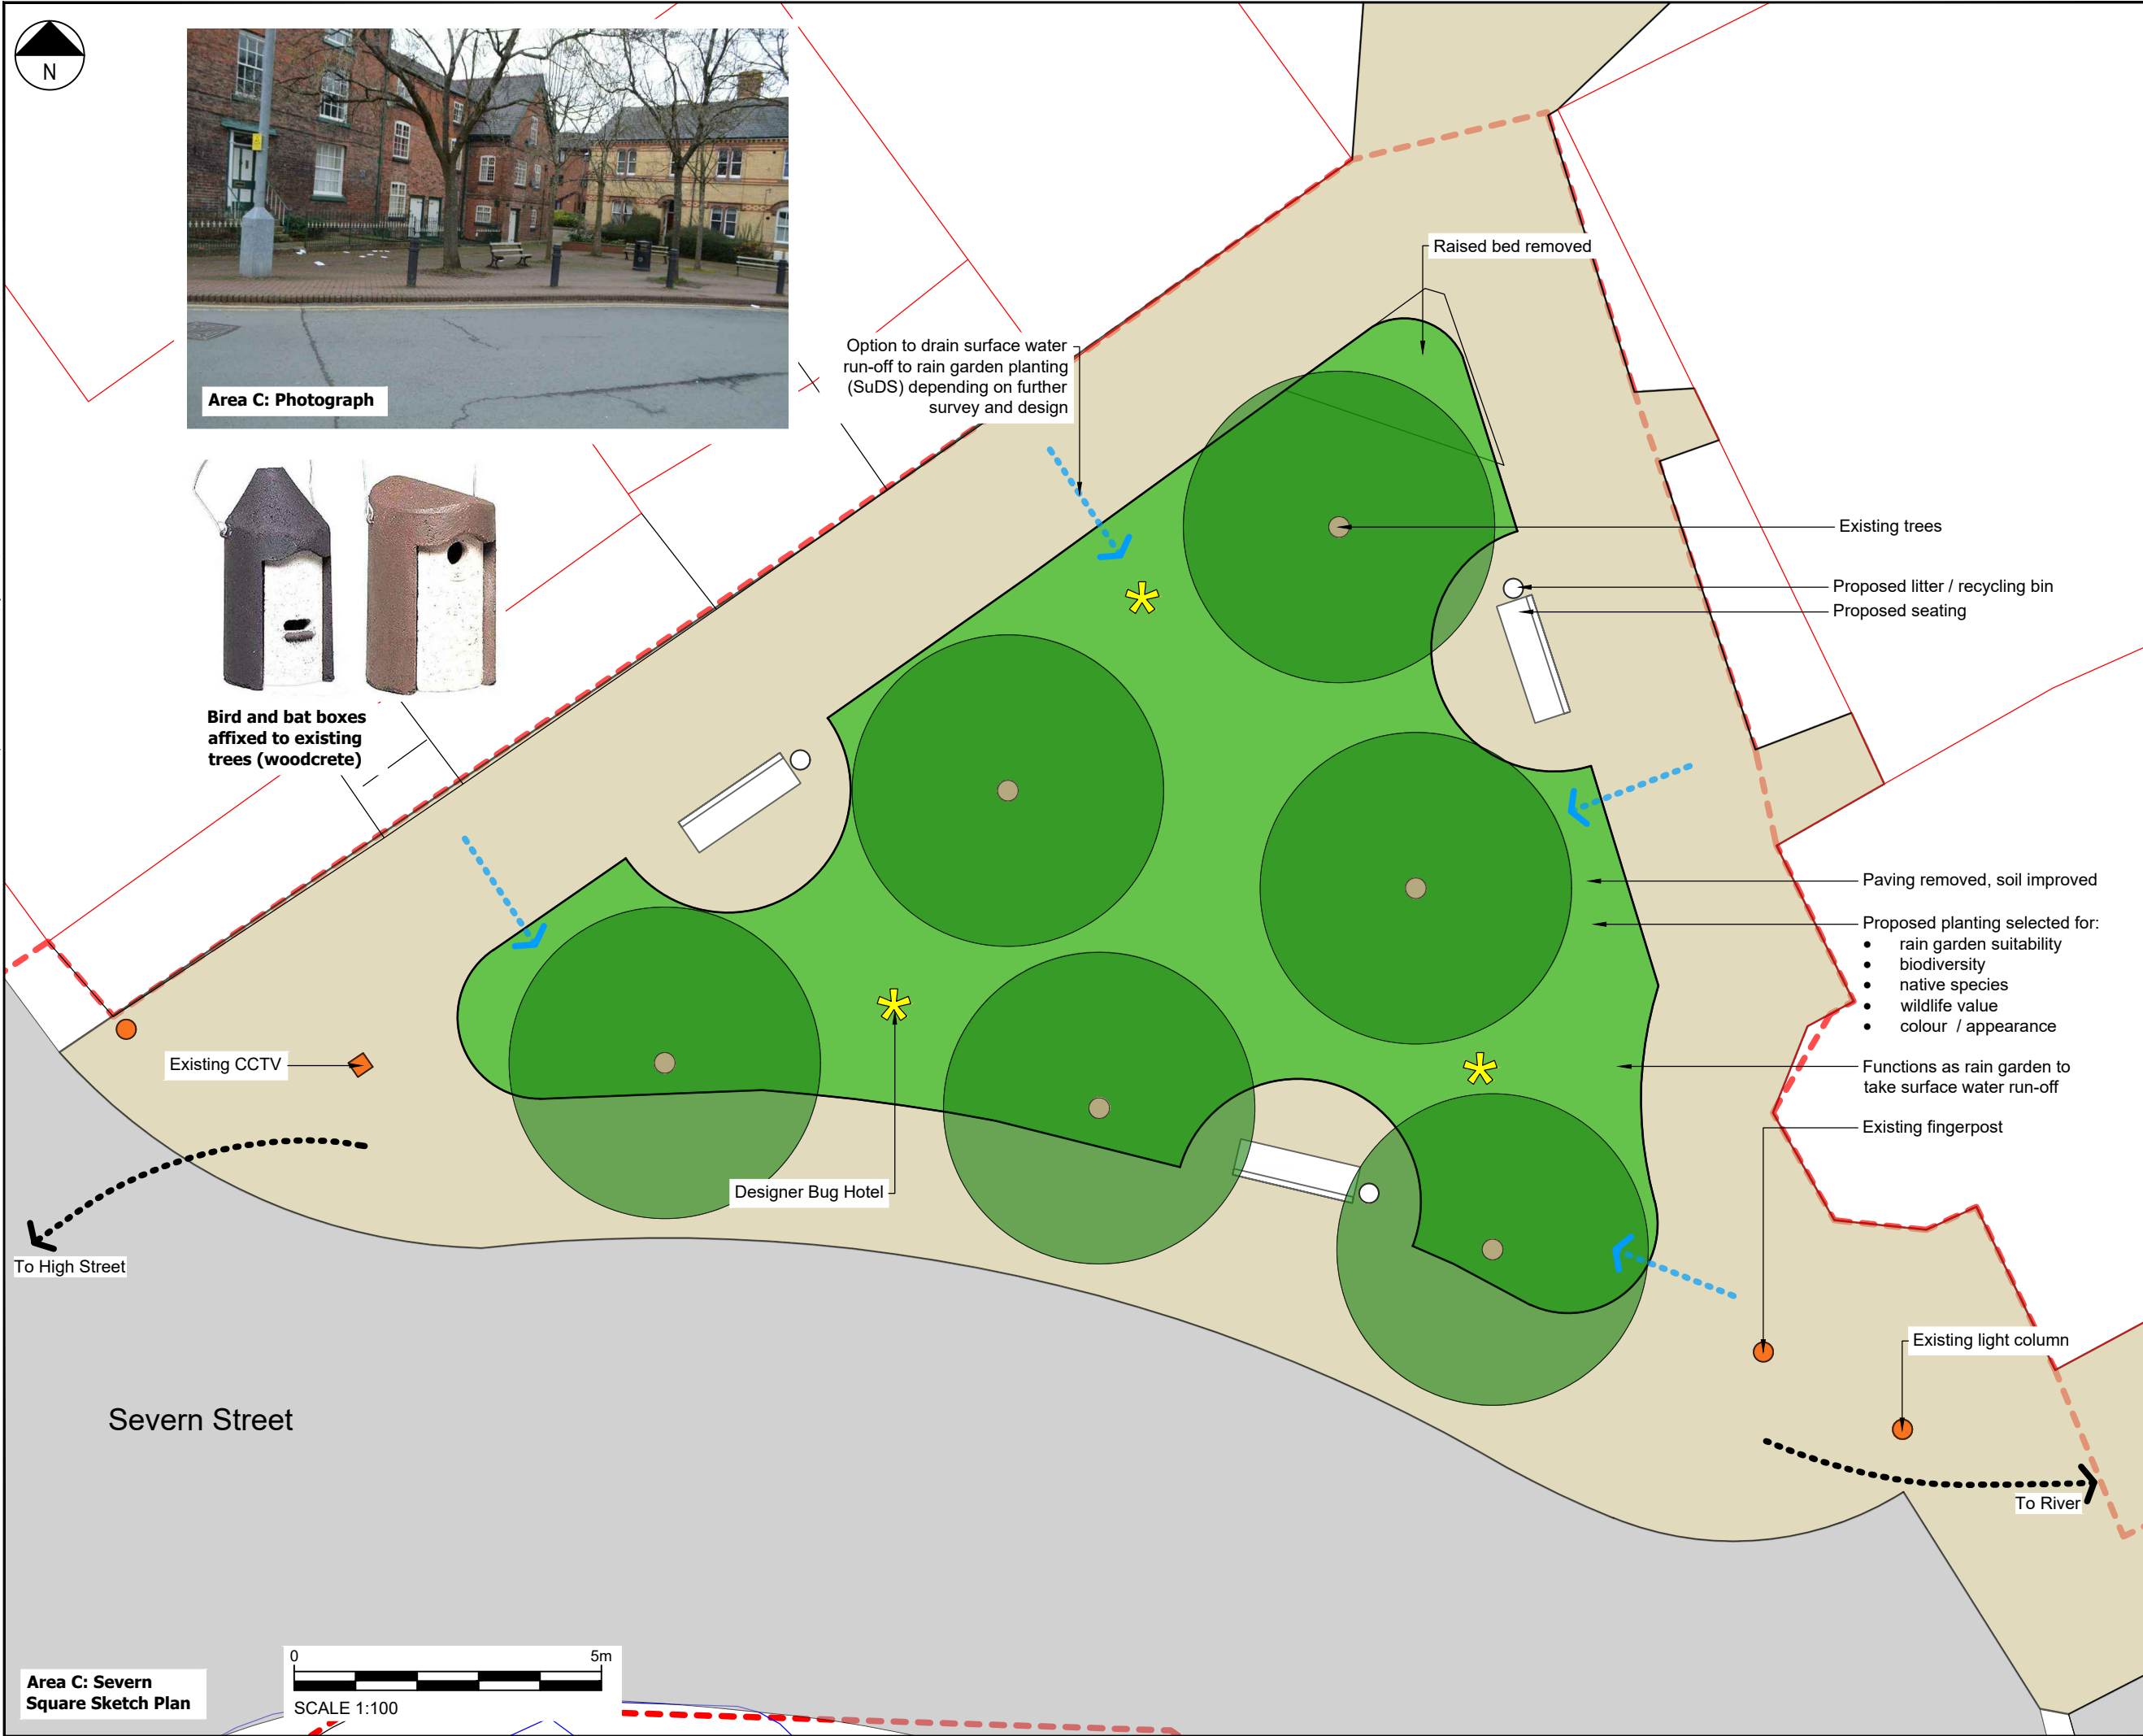 N
Area C: Photograph
Raised bed removed
Option to drain surface water
run-off to rain garden planting
(SuDS) depending on further
survey and design
Existing trees
Proposed litter / recycling bin
Proposed seating
Bird and bat boxes
affixed to existing
trees (woodcrete)
Paving removed, soil improved
Proposed planting selected for:
• rain garden suitability
• biodiversity
• native species
• wildlife value
• colour / appearance
Existing CCTV
Functions as rain garden to
take surface water run-off
Existing fingerpost
Designer Bug Hotel
To High Street
Existing light column
Severn Street
To River
Area C: Severn
Square Sketch Plan
0 5m
SCALE 1:100